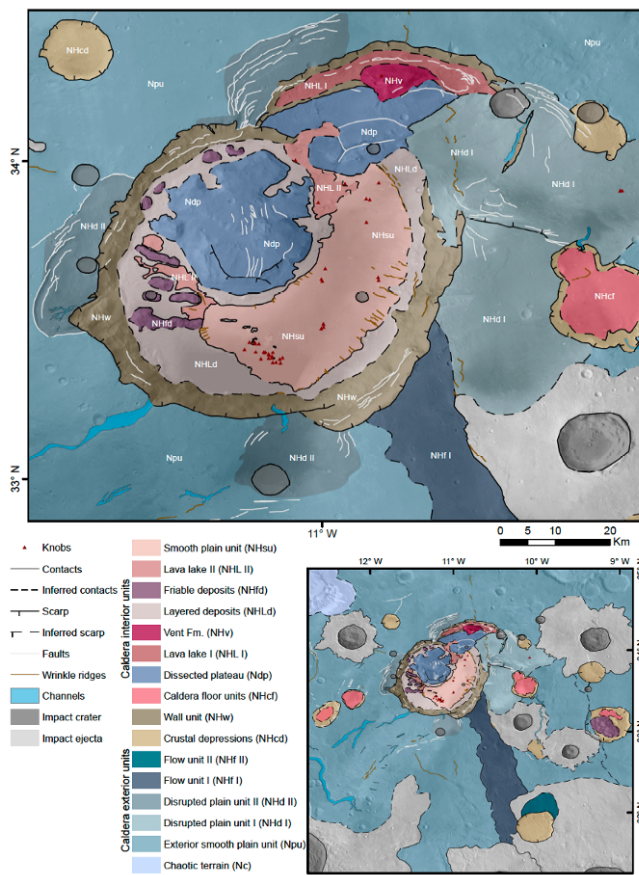 NHcd
Npu
Npu
NHv
NHL I
Ndp
NHd I
NHLd
NHd I
NHL II
Ndp
NHd II
NHsu
Ndp
NHL II
NHcf
NHd I
NHw
NHfd
NHsu
NHLd
NHw
Npu
NHd II
NHf I
34° N
33° N
11° W
0 5 10 20
Km
Knobs
Contacts
Inferred contacts
Scarp
Inferred scarp
Faults
Wrinkle ridges
Channels
Impact crater
Impact ejecta
Caldera interior units
Smooth plain unit (NHsu)
Lava lake II (NHL II)
Friable deposits (NHfd)
Layered deposits (NHLd)
Vent Fm. (NHv)
Lava lake I (NHL I)
Dissected plateau (Ndp)
Caldera floor units (NHcf)
Wall unit (NHw)
Crustal depressions (NHcd)
Caldera exterior units
Flow unit II (NHf II)
Flow unit I (NHf I)
Disrupted plain unit II (NHd II)
Disrupted plain unit I (NHd I)
Exterior smooth plain unit (Npu)
Chaotic terrain (Nc)
12° W 11° W 10° W 9° W